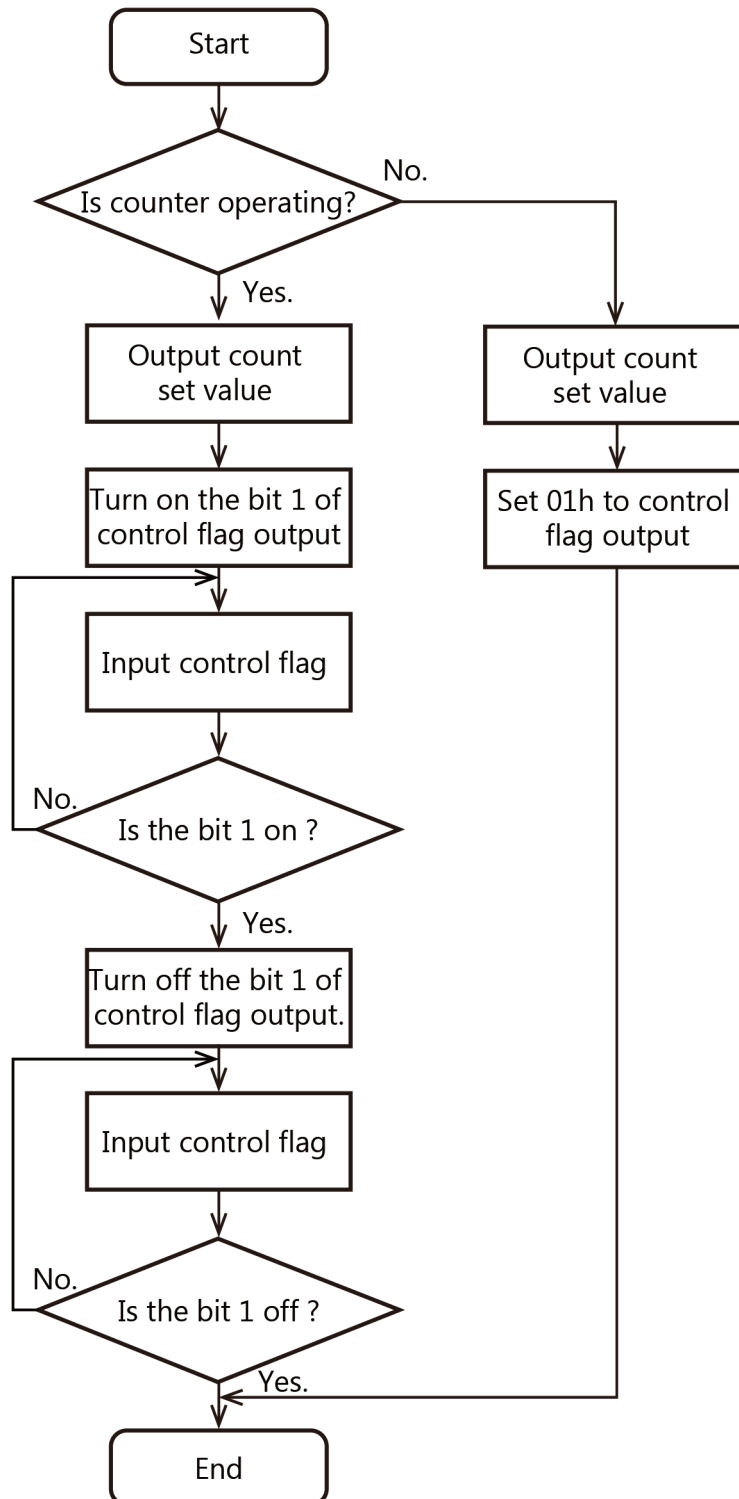 Start
Is counter operating?
No.
Yes.
Output count
set value
Output count
set value
Turn on the bit 1 of
control flag output
Set 01h to control
flag output
Input control flag
No.
Is the bit 1 on ?
Yes.
Turn off the bit 1 of
control flag output.
Input control flag
No.
Is the bit 1 off ?
Yes.
End